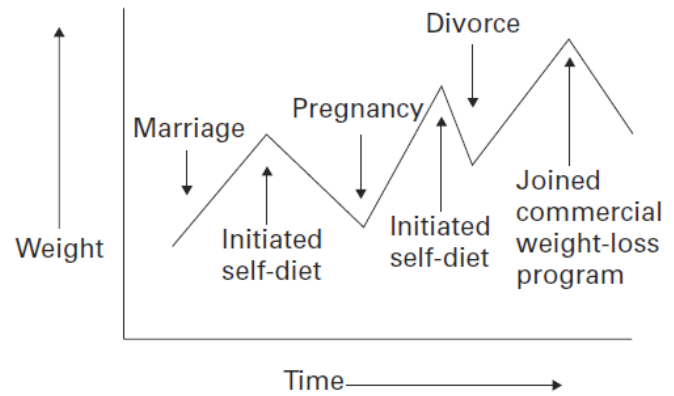 Divorce
Pregnancy
Marriage
Joined
commercial
weight-loss
program
Initiated
self-diet
Initiated
self-diet
Weight
Time